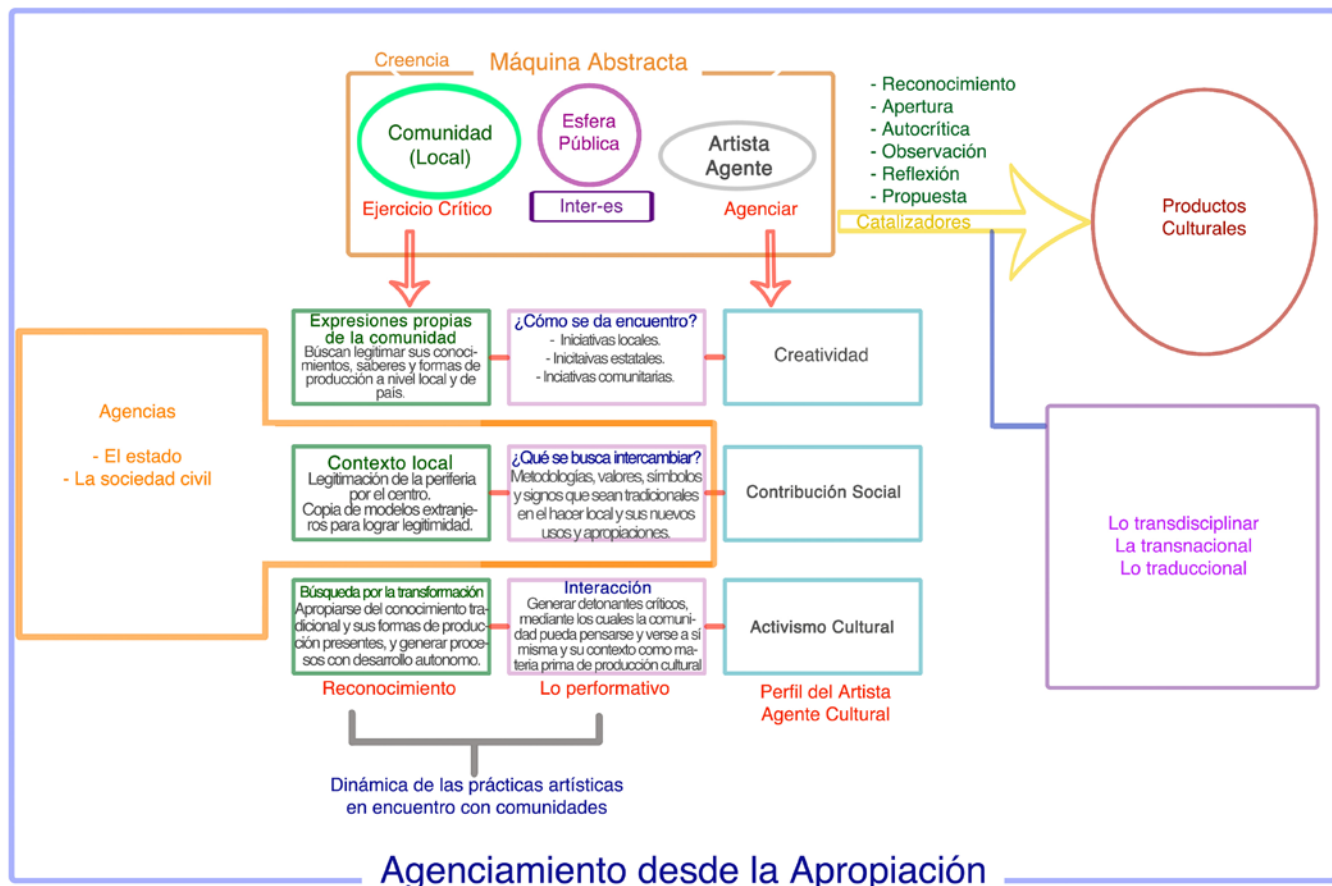 Creencia
Máquina Abstracta
Comunidad
(Local)
Esfera
Pública
Artista
Agente
Ejercicio Crítico
Inter-es
Agenciar
- Reconocimiento
- Apertura
- Autocrítica
- Observación
- Reflexión
- Propuesta
Catalizadores
Productos
Culturales
Expresiones propias
de la comunidad
Búscan legitimar sus conoci-
mientos, saberes y formas de
producción a nivel local y de
país.
¿Cómo se da encuentro?
- Iniciativas locales.
- Inicitaivas estatales.
- Inciativas comunitarias.
Creatividad
Agencias
- El estado
- La sociedad civil
Contexto local
Legitimación de la periferia
por el centro.
Copia de modelos extranje-
ros para lograr legitimidad.
¿Qué se busca intercambiar?
Metodologías, valores, símbolos
y signos que sean tradicionales
en el hacer local y sus nuevos
usos y apropiaciones.
Contribución Social
Lo transdisciplinar
La transnacional
Lo traduccional
Búsqueda por la transformación
Apropiarse del conocimiento tra-
dicional y sus formas de produc-
ción presentes, y generar proce-
sos con desarrollo autonomo.
Interacción
Generar detonantes críticos,
mediante los cuales la comuni-
dad pueda pensarse y verse a sí
misma y su contexto como ma-
teria prima de producción cultural
Activismo Cultural
Reconocimiento
Lo performativo
Perfil del Artista
Agente Cultural
Dinámica de las prácticas artísticas
en encuentro con comunidades
Agenciamiento desde la Apropiación